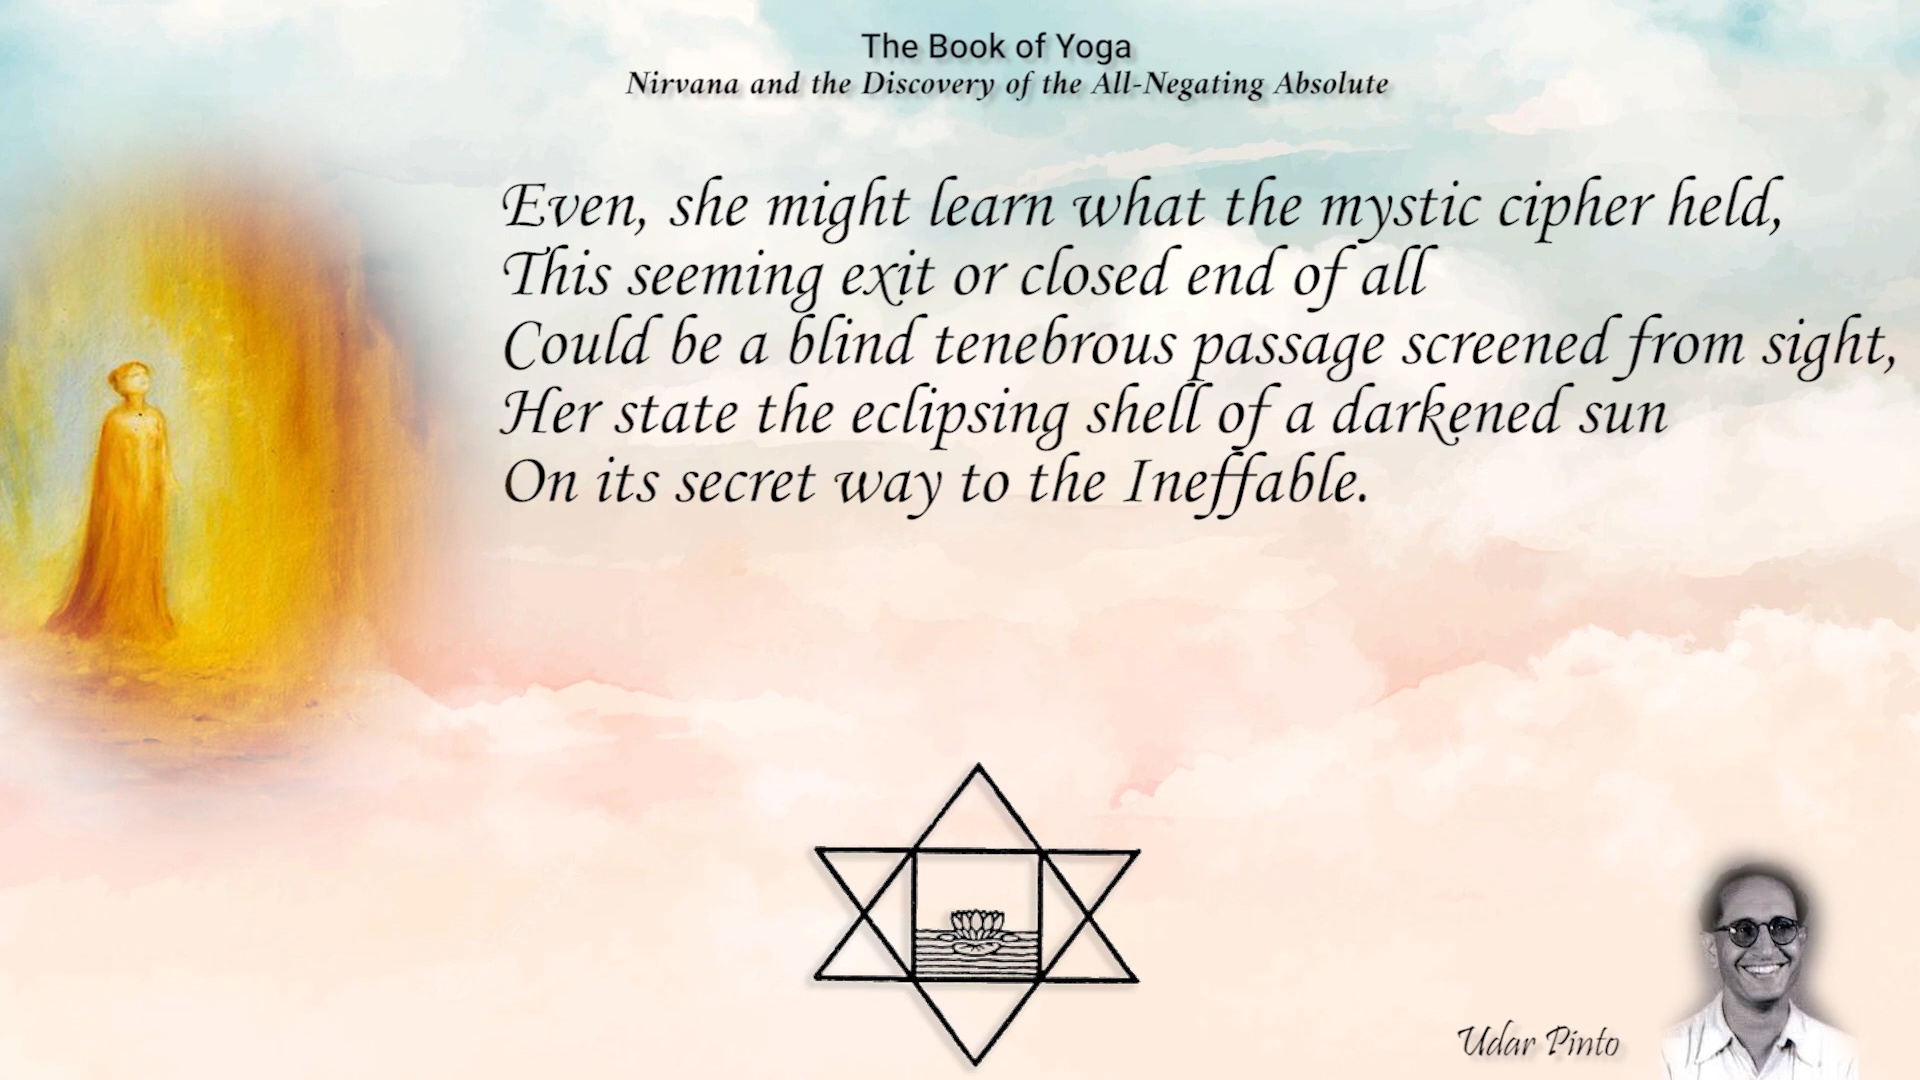 The Book of Yoga
Nirvana and the Discovery of the All-Negating Absolute
Even, she might learn what the mystic cipher held,
This seeming exit or closed end of all
Could be a blind tenebrous passage screened from sight,
Her state the eclipsing shell of a darkened sun
On its secret way to the Ineffable.
Udar Pinto